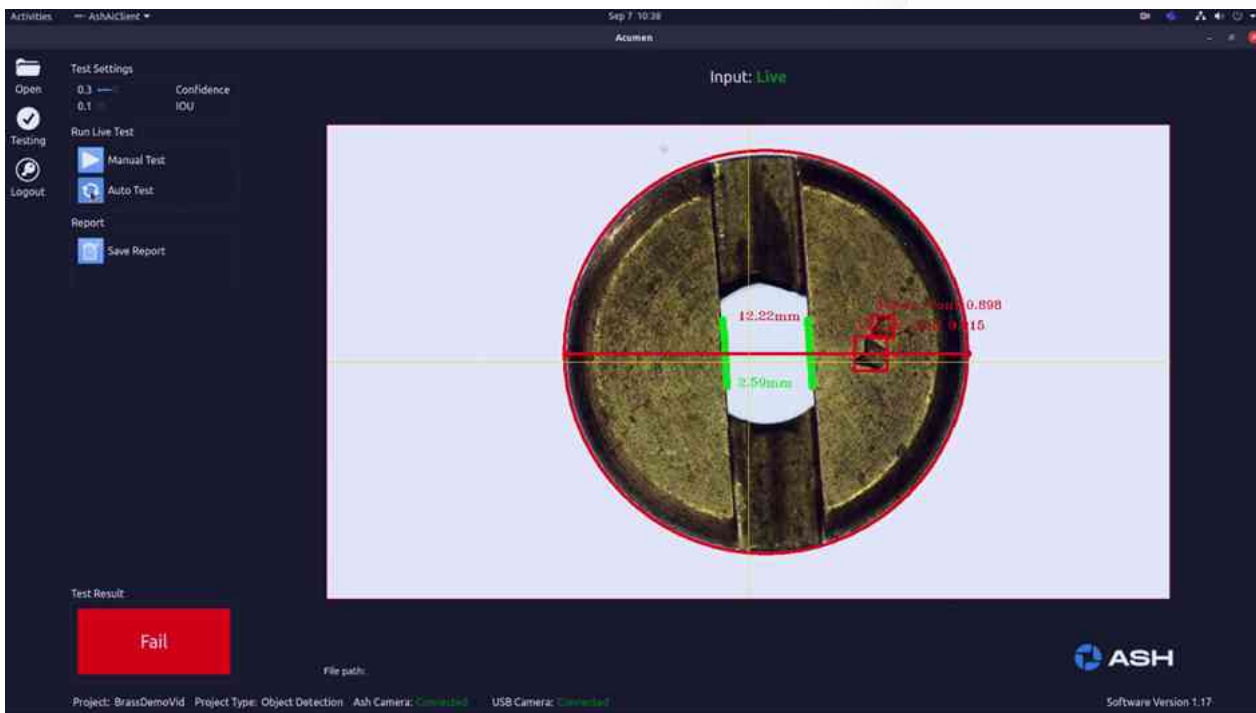 Activities AshAiClient Sep 7 10:38
Acumen
Open
Testing
Logout
Test Settings
0.3 Confidence
0.1 IOU
Run Live Test
Manual Test
Auto Test
Report
Save Report
Input: Live
12.22mm
0.898
2.59mm
Test Result
Fail
File path:
ASH
Project: BrassDemoVid Project Type: Object Detection Ash Camera: Connected USB Camera: Connected
Software Version 1.17